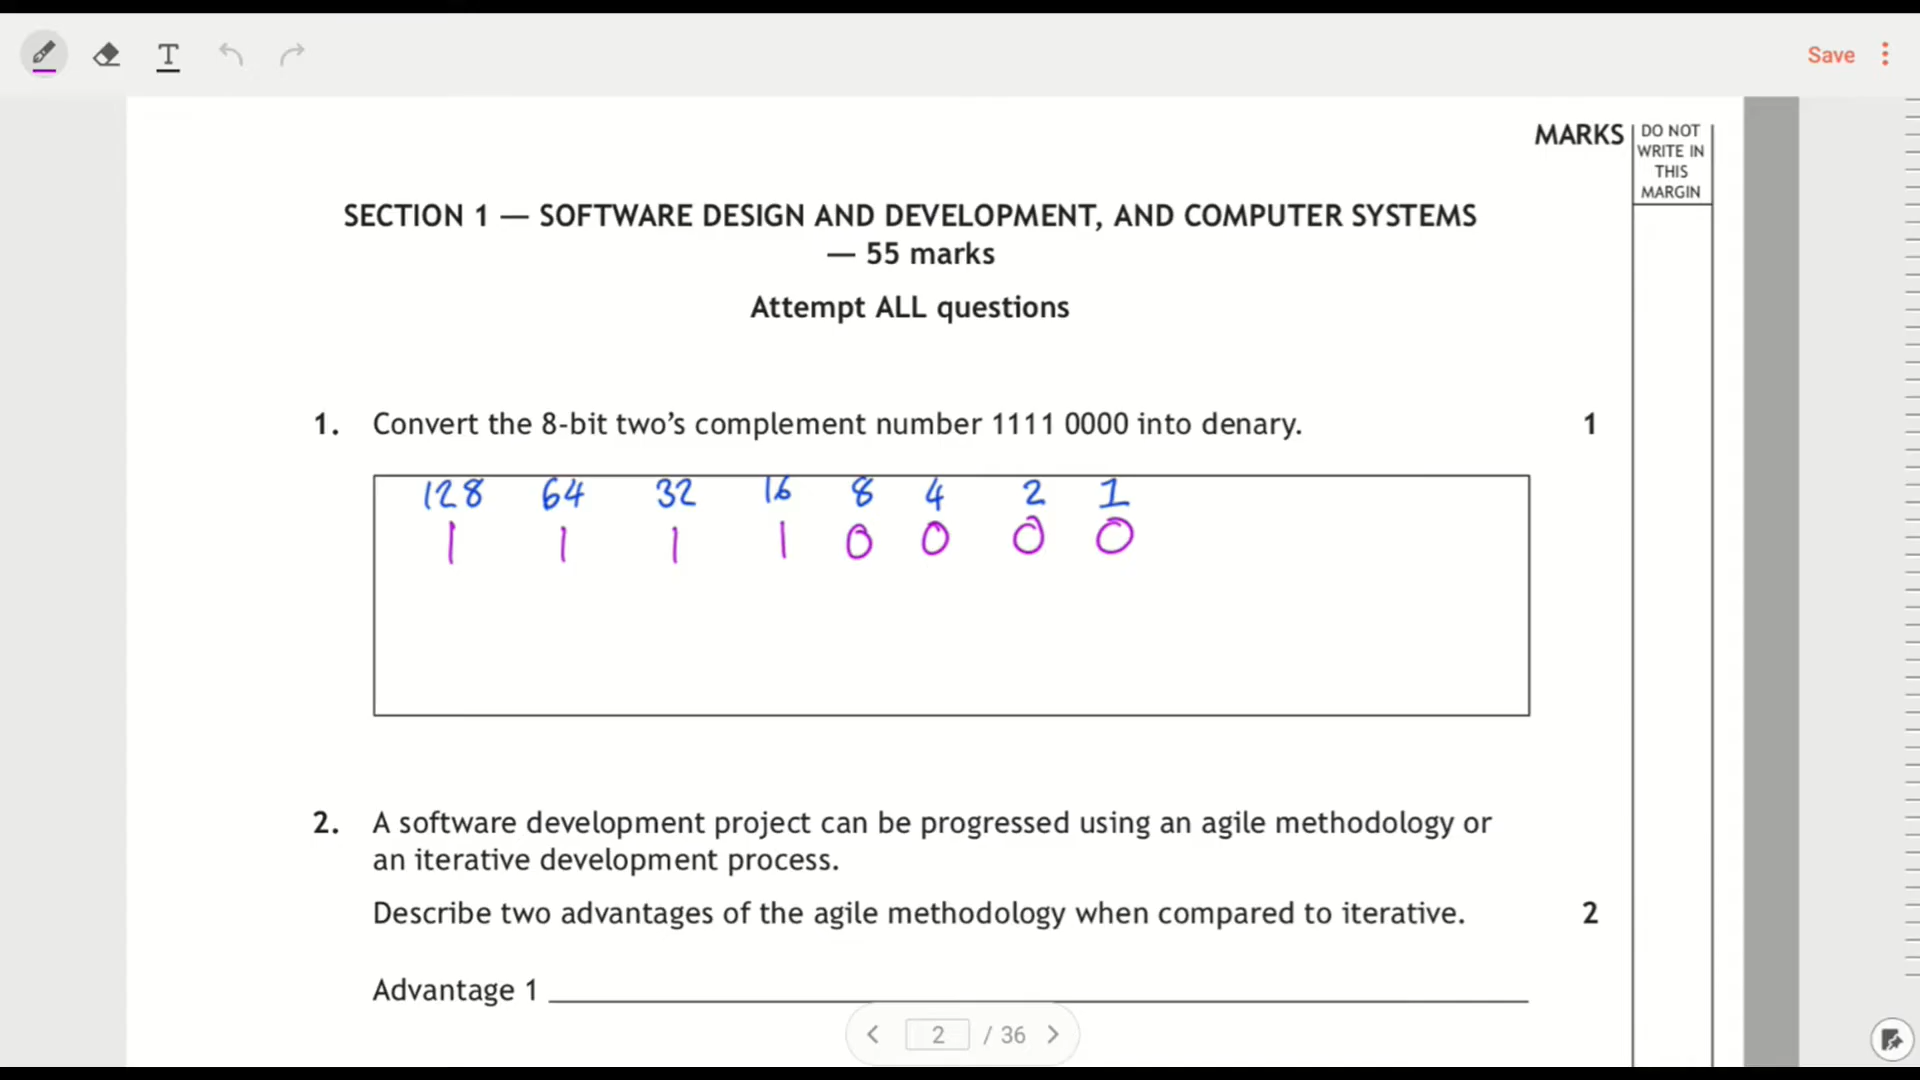 T
Save
MARKS
DO NOT
WRITE IN
THIS
MARGIN
SECTION 1 — SOFTWARE DESIGN AND DEVELOPMENT, AND COMPUTER SYSTEMS
— 55 marks
Attempt ALL questions
1. Convert the 8-bit two’s complement number 1111 0000 into denary. 1
128 64 32 16 8 4 2 1
1 1 1 1 0 0 0 0
2. A software development project can be progressed using an agile methodology or
an iterative development process.
Describe two advantages of the agile methodology when compared to iterative. 2
Advantage 1
2 / 36